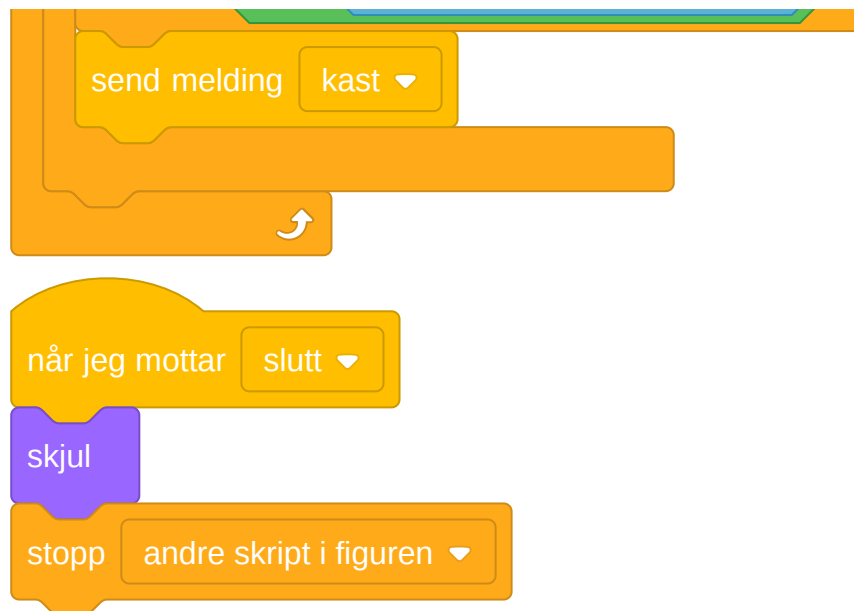 send melding kast
når jeg mottar slutt
skjul
stopp andre skript i figuren